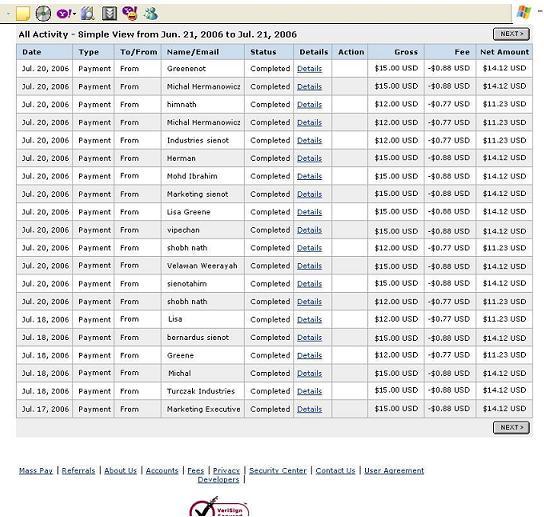 All Activity - Simple View from Jun. 21, 2006 to Jul. 21, 2006 NEXT >
Date Type To/From Name/Email Status Details Action Gross Fee Net Amount
Jul. 20, 2006 Payment From Greenenot Completed Details $15.00 USD -$0.88 USD $14.12 USD
Jul. 20, 2006 Payment From Michal Hermanowicz Completed Details $15.00 USD -$0.88 USD $14.12 USD
Jul. 20, 2006 Payment From himnath Completed Details $12.00 USD -$0.77 USD $11.23 USD
Jul. 20, 2006 Payment From Michal Hermanowicz Completed Details $12.00 USD -$0.77 USD $11.23 USD
Jul. 20, 2006 Payment From Industries sienot Completed Details $12.00 USD -$0.77 USD $11.23 USD
Jul. 20, 2006 Payment From Herman Completed Details $15.00 USD -$0.88 USD $14.12 USD
Jul. 20, 2006 Payment From Mohd Ibrahim Completed Details $15.00 USD -$0.88 USD $14.12 USD
Jul. 20, 2006 Payment From Marketing sienot Completed Details $15.00 USD -$0.88 USD $14.12 USD
Jul. 20, 2006 Payment From Lisa Greene Completed Details $15.00 USD -$0.88 USD $14.12 USD
Jul. 20, 2006 Payment From vipechan Completed Details $15.00 USD -$0.88 USD $14.12 USD
Jul. 20, 2006 Payment From shobh nath Completed Details $12.00 USD -$0.77 USD $11.23 USD
Jul. 20, 2006 Payment From Velawan Weerayah Completed Details $15.00 USD -$0.88 USD $14.12 USD
Jul. 20, 2006 Payment From sienotahim Completed Details $15.00 USD -$0.88 USD $14.12 USD
Jul. 20, 2006 Payment From shobh nath Completed Details $12.00 USD -$0.77 USD $11.23 USD
Jul. 18, 2006 Payment From Lisa Completed Details $12.00 USD -$0.77 USD $11.23 USD
Jul. 18, 2006 Payment From bernardus sienot Completed Details $15.00 USD -$0.88 USD $14.12 USD
Jul. 18, 2006 Payment From Greene Completed Details $12.00 USD -$0.77 USD $11.23 USD
Jul. 18, 2006 Payment From Michal Completed Details $15.00 USD -$0.88 USD $14.12 USD
Jul. 18, 2006 Payment From Turczak Industries Completed Details $15.00 USD -$0.88 USD $14.12 USD
Jul. 17, 2006 Payment From Marketing Executive Completed Details $15.00 USD -$0.88 USD $14.12 USD
NEXT >
Mass Pay | Referrals | About Us | Accounts | Fees | Privacy | Security Center | Contact Us | User Agreement
Developers |
VeriSign
Secured